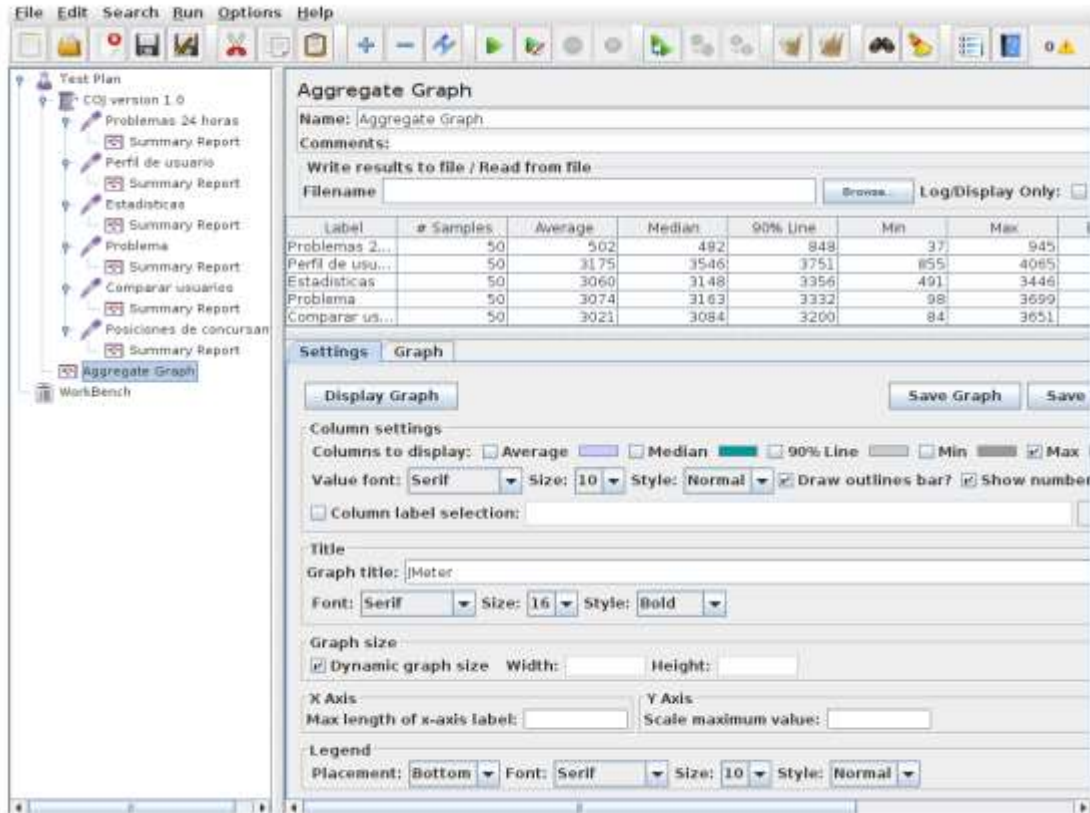 File Edit Search Run Options Help
0
Test Plan
COJ version 1.0
Problemas 24 horas
Summary Report
Perfil de usuario
Summary Report
Estadisticas
Summary Report
Problema
Summary Report
Comparar usuarios
Summary Report
Posiciones de concursan
Summary Report
Aggregate Graph
WorkBench
Aggregate Graph
Name: Aggregate Graph
Comments:
Write results to file / Read from file
Filename Browse... Log/Display Only:
Label # Samples Average Median 90% Line Min Max
Problemas 2... 50 502 482 848 37 945
Perfil de usu... 50 3175 3546 3751 855 4065
Estadisticas 50 3060 3148 3356 491 3446
Problema 50 3074 3163 3332 98 3699
Comparar us... 50 3021 3084 3200 84 3651
Settings Graph
Display Graph Save Graph Save
Column settings
Columns to display: Average Median 90% Line Min Max
Value font: Serif Size: 10 Style: Normal Draw outlines bar? Show number
Column label selection:
Title
Graph title: JMeter
Font: Serif Size: 16 Style: Bold
Graph size
Dynamic graph size Width: Height:
X Axis Y Axis
Max length of x-axis label: Scale maximum value:
Legend
Placement: Bottom Font: Serif Size: 10 Style: Normal